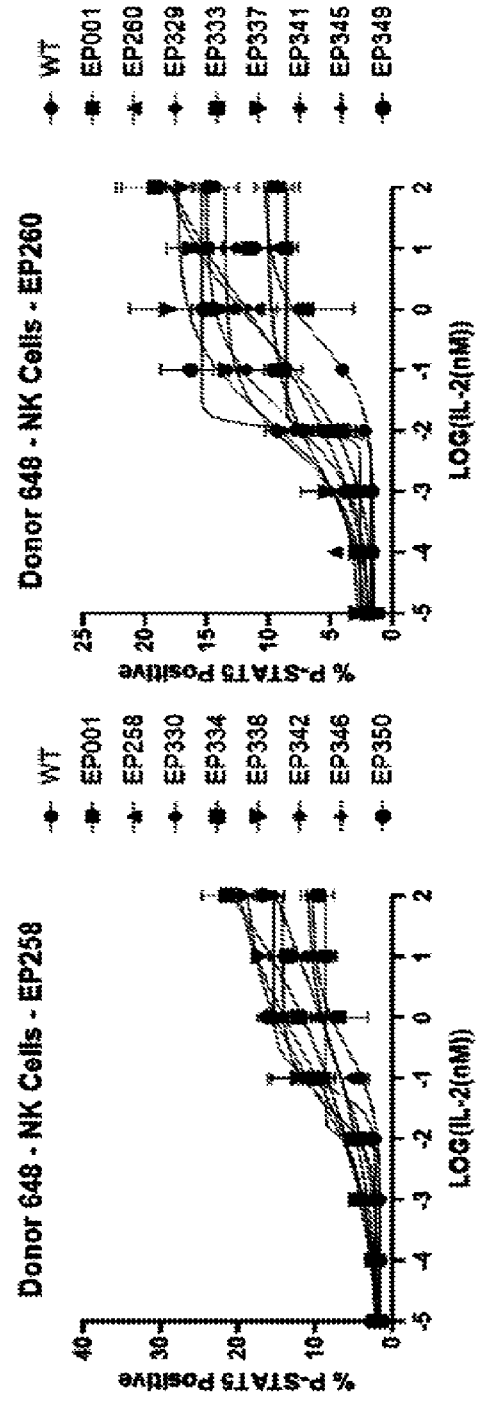 Donor 648 - NK Cells - EP258
% P-STAT5 Positive
40
20
10
0
-5
-4
-3
-2
-1
0
1
2
LOG(IL-2(nM))
WT
EP001
EP258
EP330
EP334
EP338
EP342
EP346
EP350
Donor 648 - NK Cells - EP260
% P-STAT5 Positive
25
20
15
10
5
0
-5
-4
-3
-2
-1
0
1
2
LOG(IL-2(nM))
WT
EP001
EP260
EP329
EP333
EP337
EP341
EP345
EP349